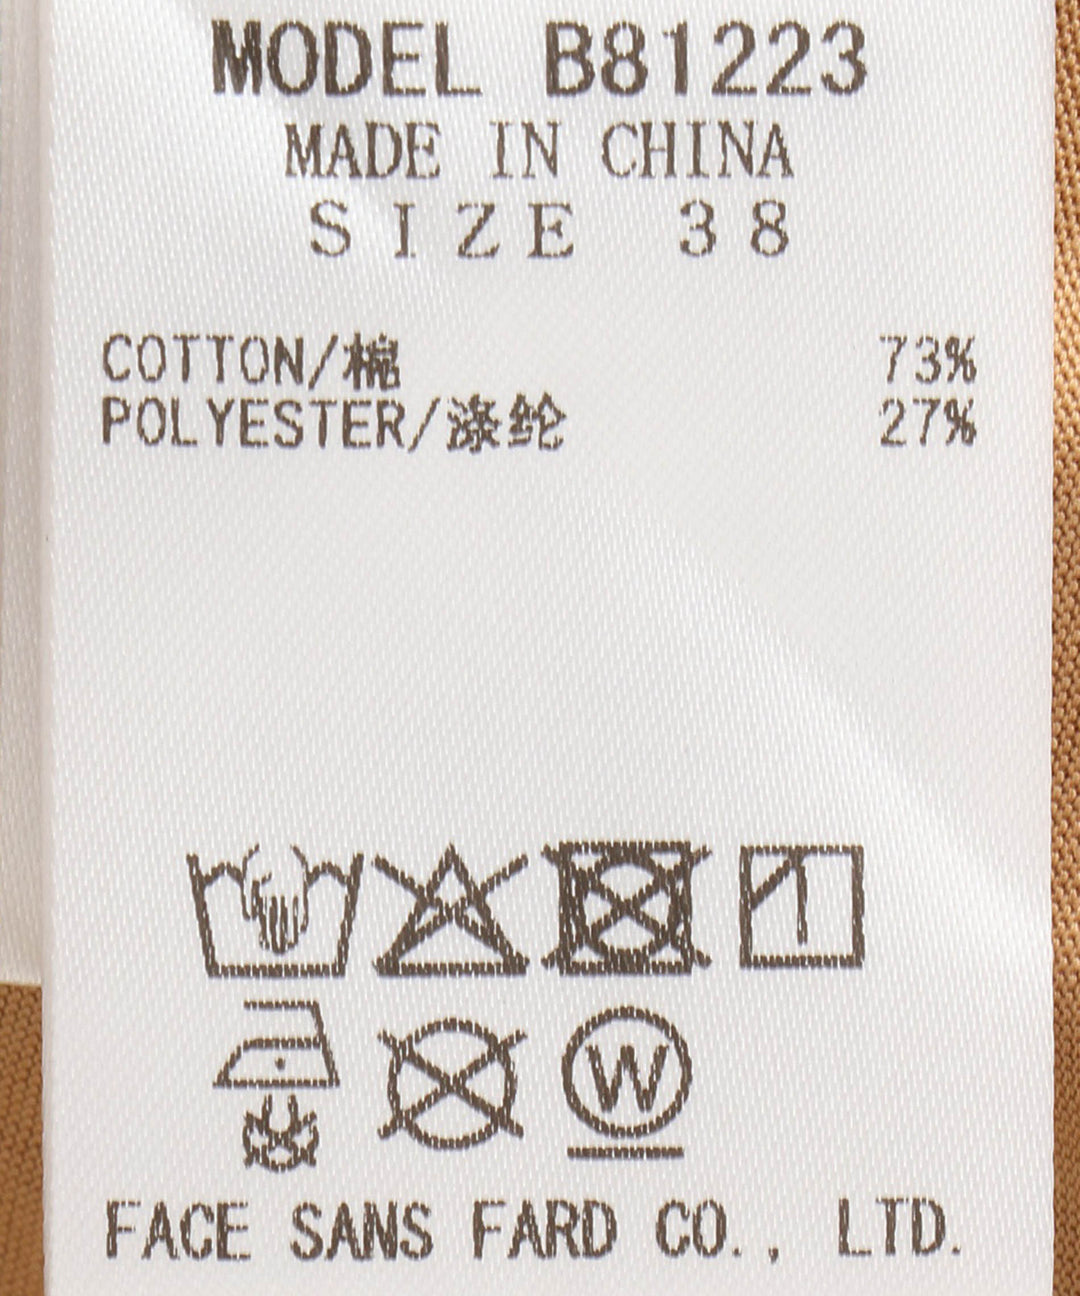 MODEL B81223
MADE IN CHINA
SIZE 38
COTTON/棉 73%
POLYESTER/涤纶 27%
W
FACE SANS FARD CO., LTD.